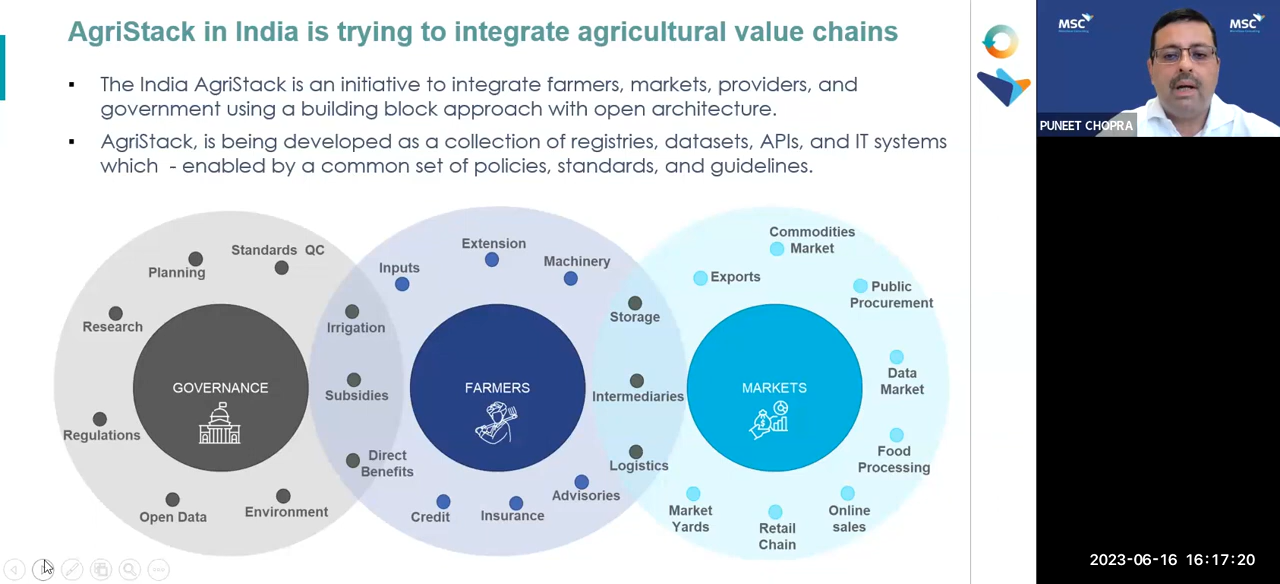 AgriStack in India is trying to integrate agricultural value chains
▪ The India AgriStack is an initiative to integrate farmers, markets, providers, and
government using a building block approach with open architecture.
▪ AgriStack, is being developed as a collection of registries, datasets, APIs, and IT systems
which - enabled by a common set of policies, standards, and guidelines.
Planning
Standards QC
Research
Regulations
Open Data
Environment
GOVERNANCE
Irrigation
Subsidies
Direct
Benefits
Inputs
Extension
Machinery
FARMERS
Credit
Insurance
Advisories
Storage
Intermediaries
Logistics
Commodities
Market
Exports
Public
Procurement
MARKETS
Data
Market
Food
Processing
Market
Yards
Retail
Chain
Online
sales
MSC
MSC
PUNEET CHOPRA
2023-06-16 16:17:20